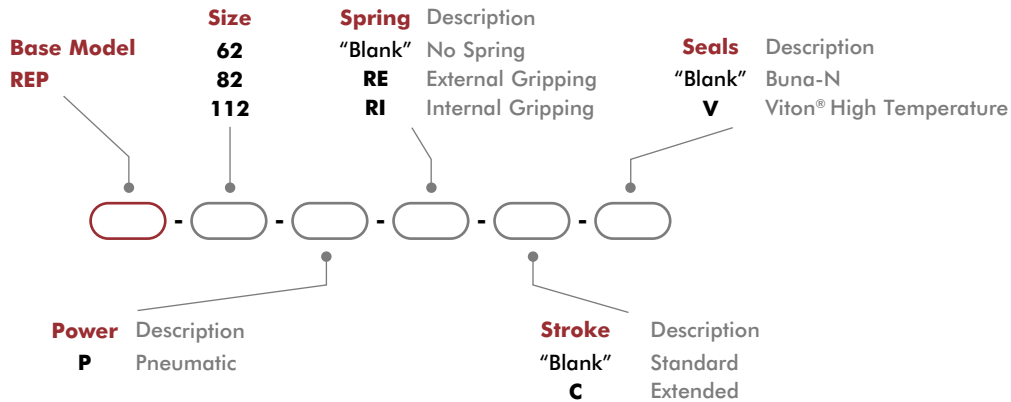 Base Model
REP
Size
62
82
112
Spring Description
“Blank” No Spring
RE External Gripping
RI Internal Gripping
Seals Description
“Blank” Buna-N
V Viton® High Temperature
- - - - -
Power Description
P Pneumatic
Stroke Description
“Blank” Standard
C Extended